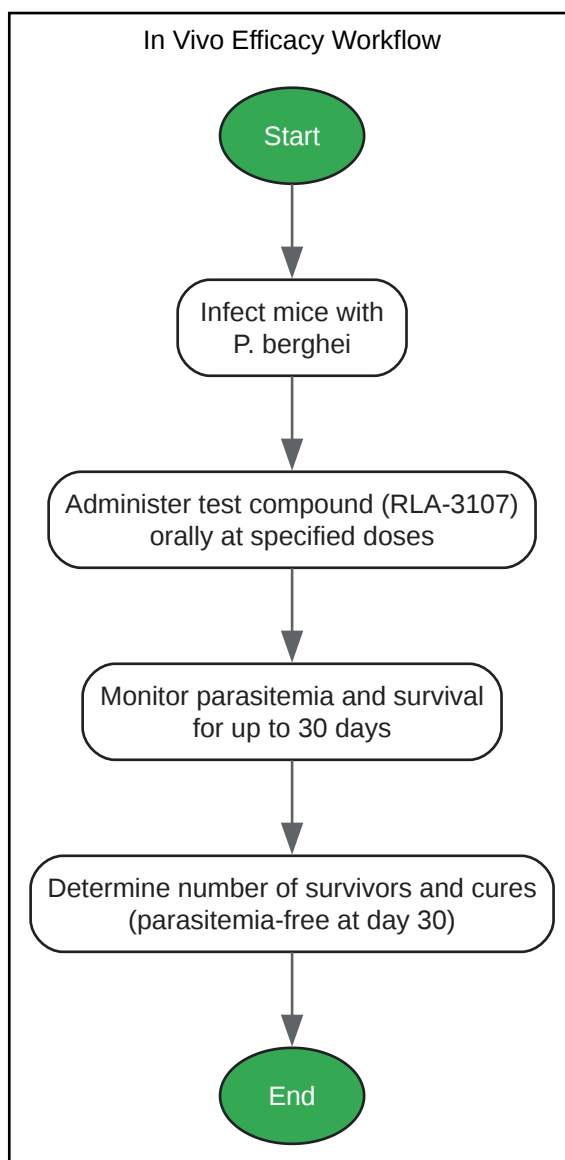 In Vivo Efficacy Workflow
Start
Infect mice with
P. berghei
Administer test compound (RLA-3107)
orally at specified doses
Monitor parasitemia and survival
for up to 30 days
Determine number of survivors and cures
(parasitemia-free at day 30)
End